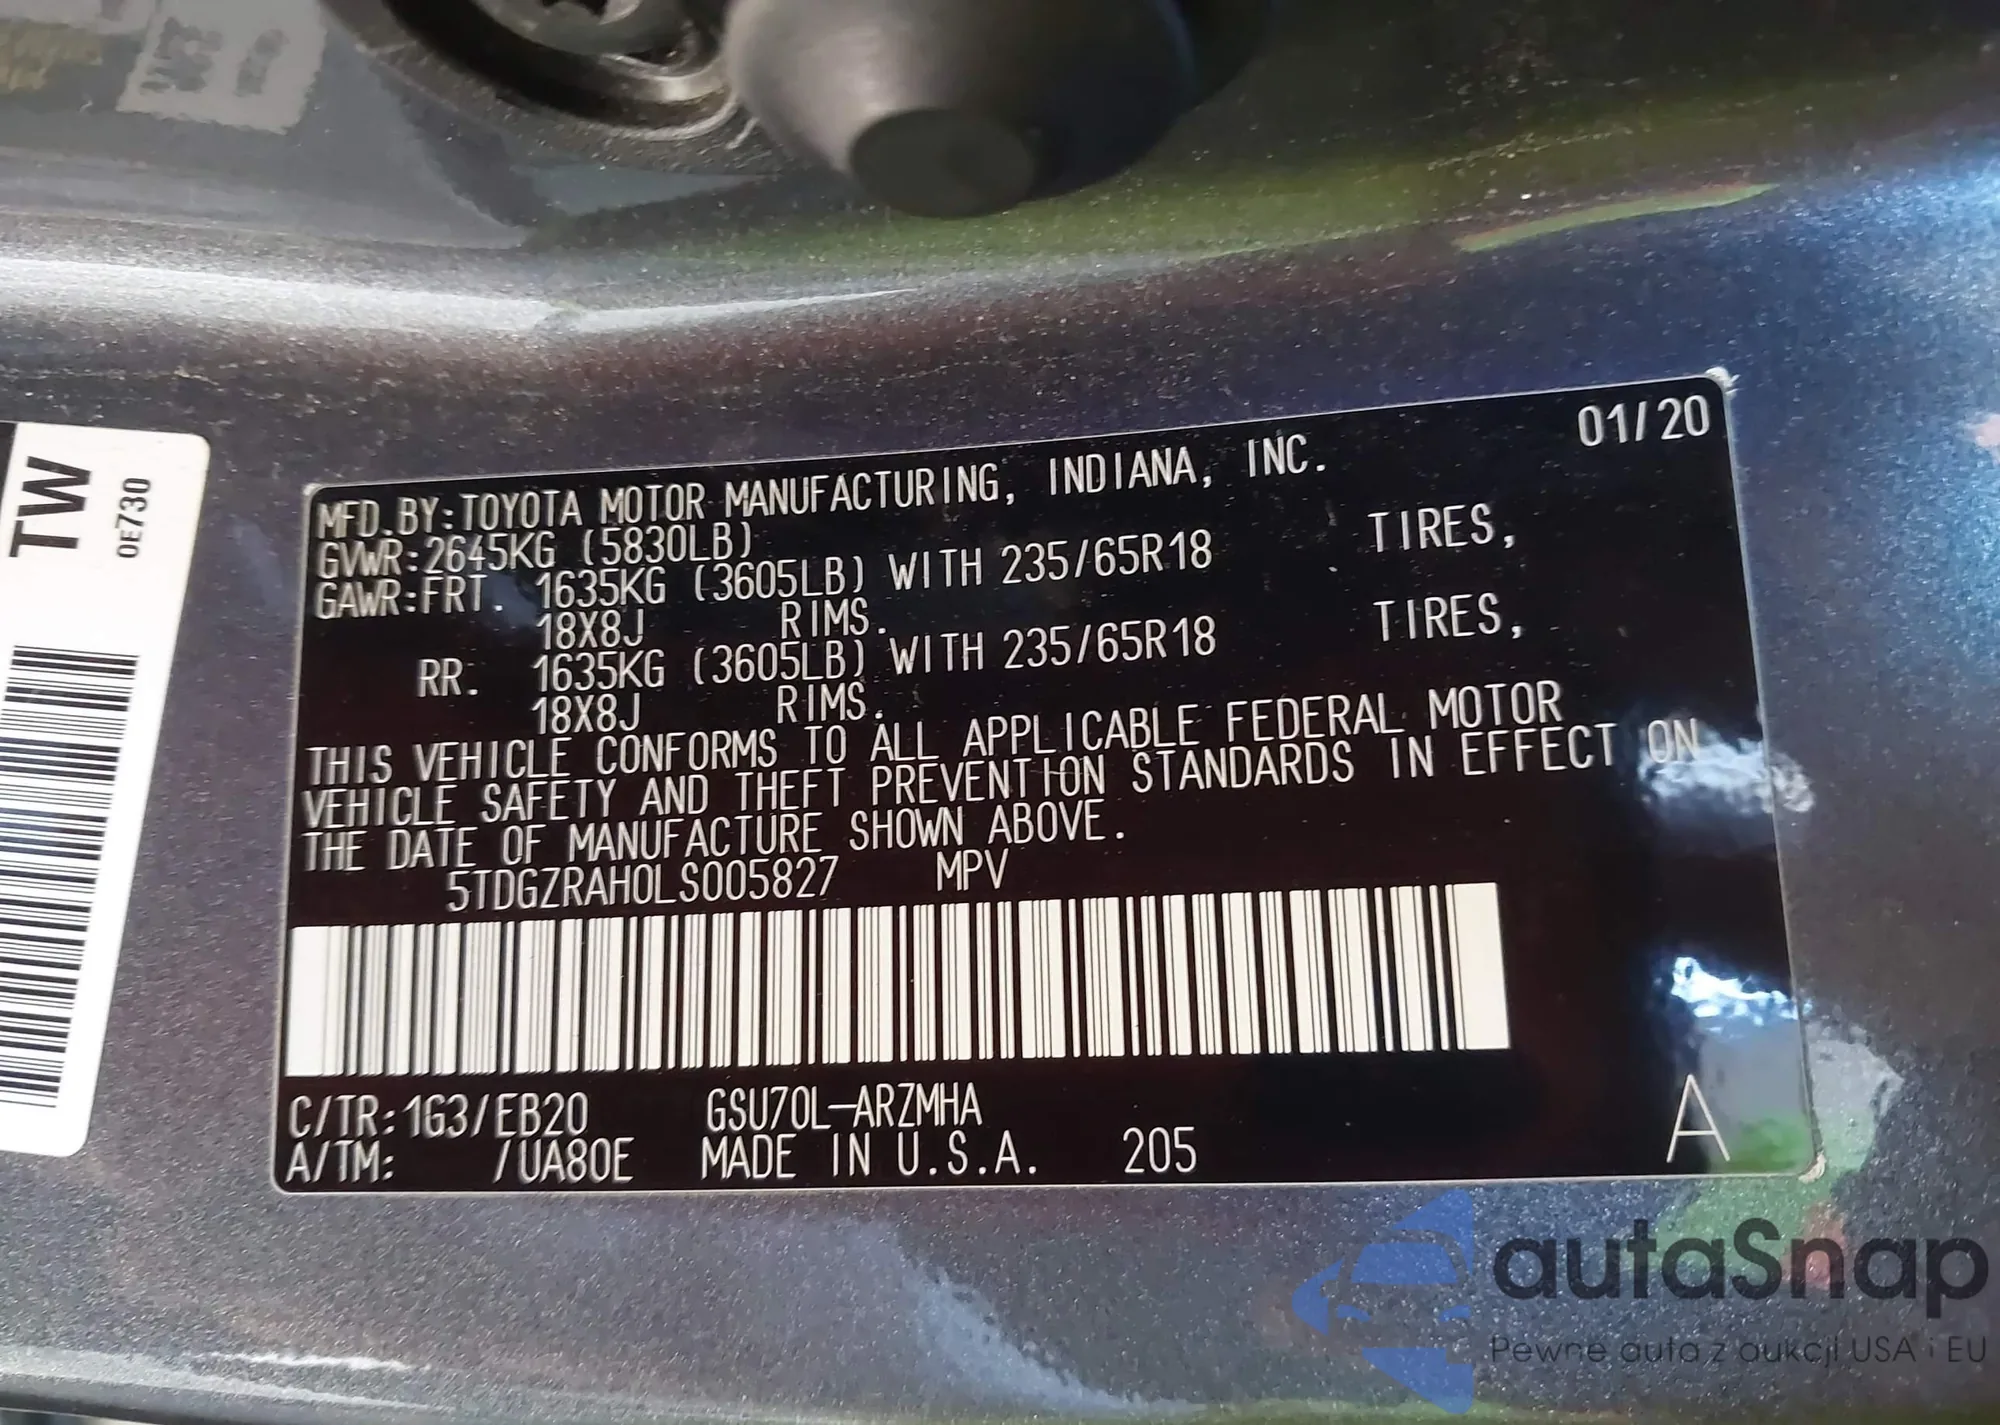 TW
0E730
01/20
MFD.BY:TOYOTA MOTOR MANUFACTURING, INDIANA, INC.
GVWR:2645KG (5830LB)
GAWR:FRT. 1635KG (3605LB) WITH 235/65R18 TIRES,
18X8J RIMS.
RR. 1635KG (3605LB) WITH 235/65R18 TIRES,
18X8J RIMS.
THIS VEHICLE CONFORMS TO ALL APPLICABLE FEDERAL MOTOR
VEHICLE SAFETY AND THEFT PREVENTION STANDARDS IN EFFECT ON
THE DATE OF MANUFACTURE SHOWN ABOVE.
5TDGZRAH0LS005827 MPV
C/TR:1G3/EB20 GSU70L-ARZMHA
A/TM: /UA80E MADE IN U.S.A. 205 A
autaSnap
Pewne auta z aukcji USA i EU